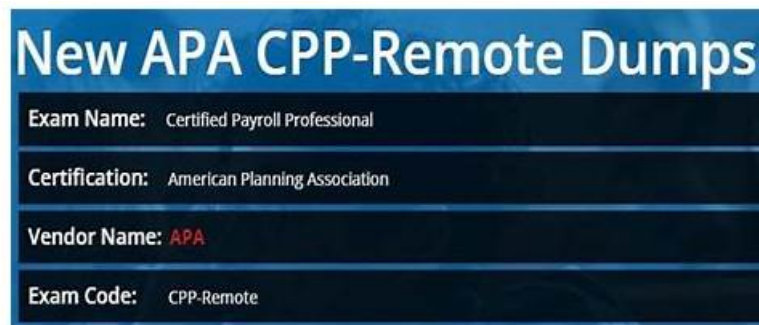 New APA CPP-Remote Dumps
Exam Name: Certified Payroll Professional
Certification: American Planning Association
Vendor Name: APA
Exam Code: CPP-Remote